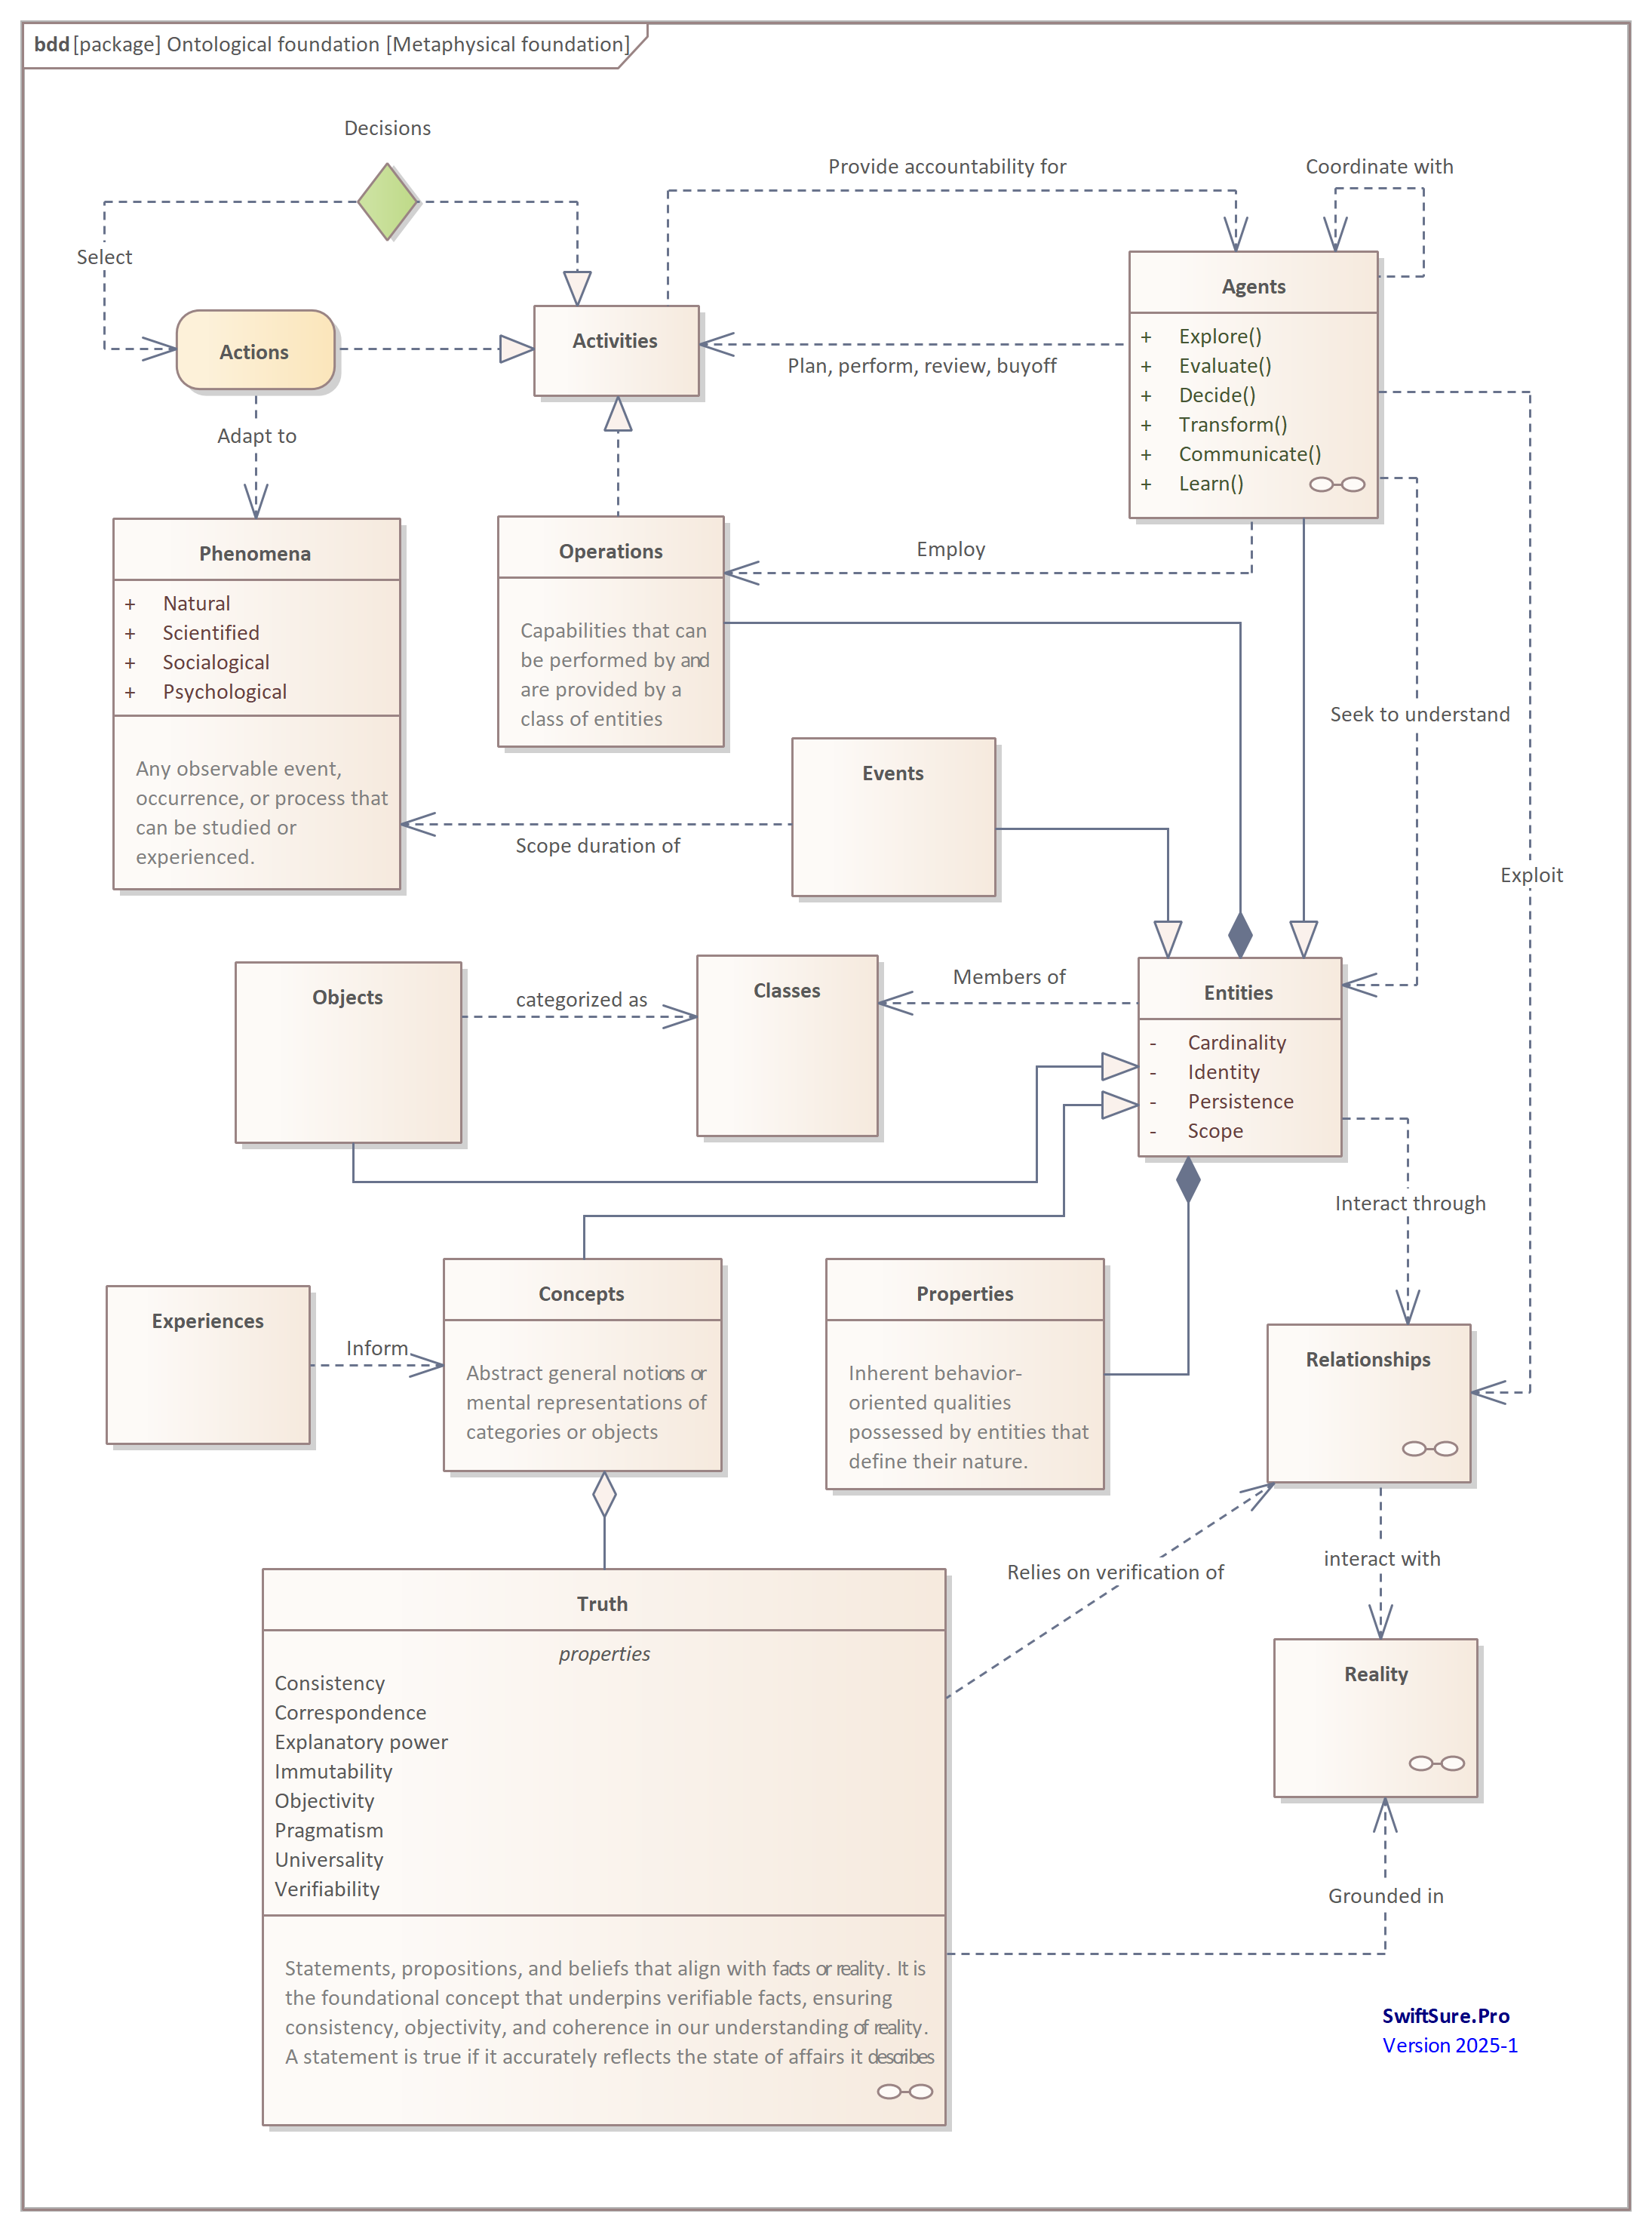 bdd [package] Ontological foundation [Metaphysical foundation]
Decisions
Provide accountability for
Coordinate with
Select
Agents
+ Explore()
+ Evaluate()
+ Decide()
+ Transform()
+ Communicate()
+ Learn()
Actions
Activities
Plan, perform, review, buyoff
Adapt to
Phenomena
+ Natural
+ Scientified
+ Socialogical
+ Psychological
Any observable event,
occurrence, or process that
can be studied or
experienced.
Operations
Capabilities that can
be performed by and
are provided by a
class of entities
Employ
Seek to understand
Events
Scope duration of
Exploit
Objects
categorized as
Classes
Members of
Entities
- Cardinality
- Identity
- Persistence
- Scope
Interact through
Experiences
Inform
Concepts
Abstract general notions or
mental representations of
categories or objects
Properties
Inherent behavior-
oriented qualities
possessed by entities that
define their nature.
Relationships
Relies on verification of
interact with
Truth
properties
Consistency
Correspondence
Explanatory power
Immutability
Objectivity
Pragmatism
Universality
Verifiability
Statements, propositions, and beliefs that align with facts or reality. It is
the foundational concept that underpins verifiable facts, ensuring
consistency, objectivity, and coherence in our understanding of reality.
A statement is true if it accurately reflects the state of affairs it describes
Reality
Grounded in
SwiftSure.Pro
Version 2025-1